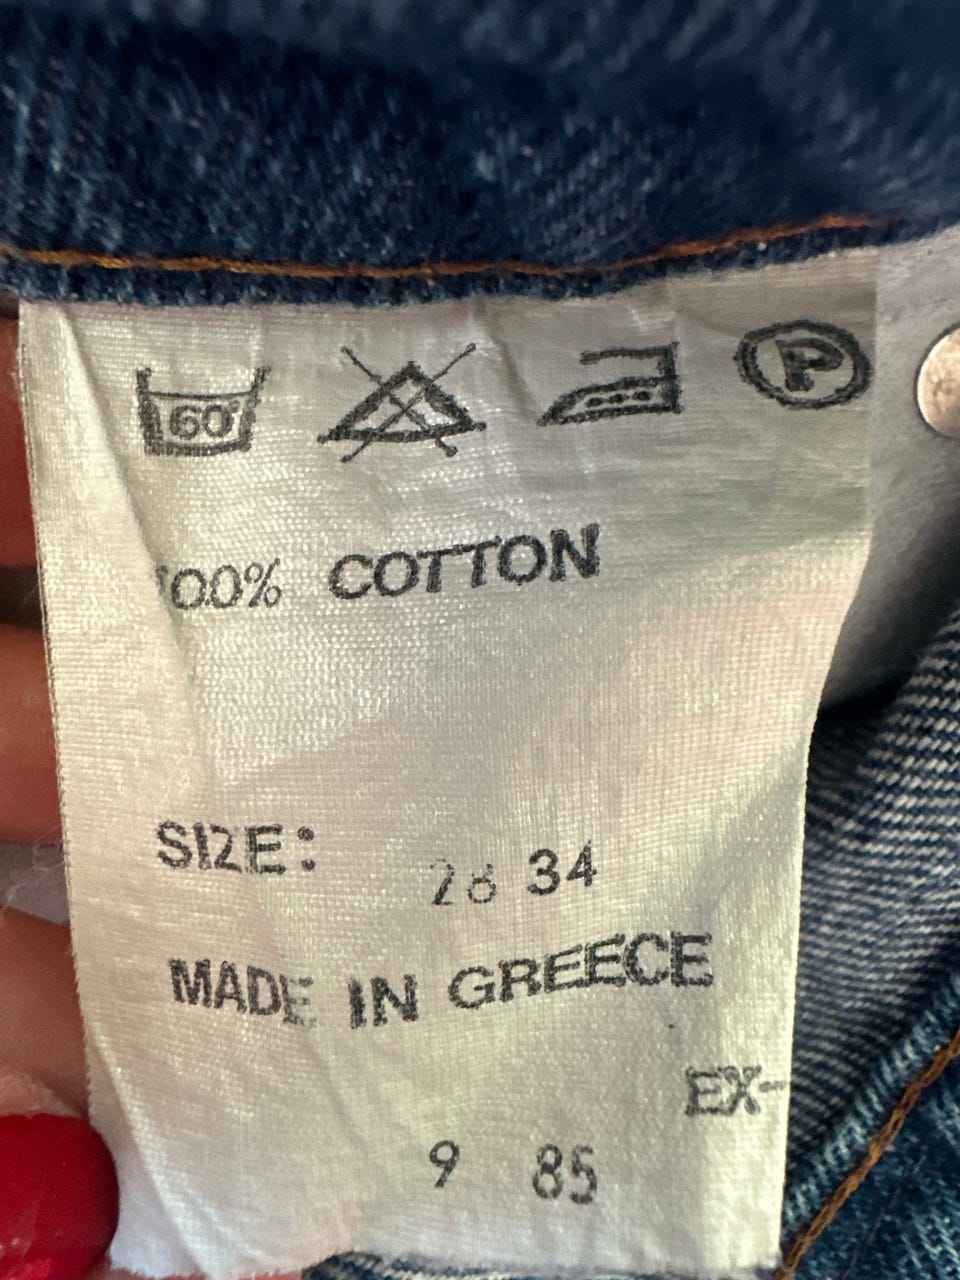 60°
P
100% COTTON
SIZE: 28 34
MADE IN GREECE
EX-
9 85